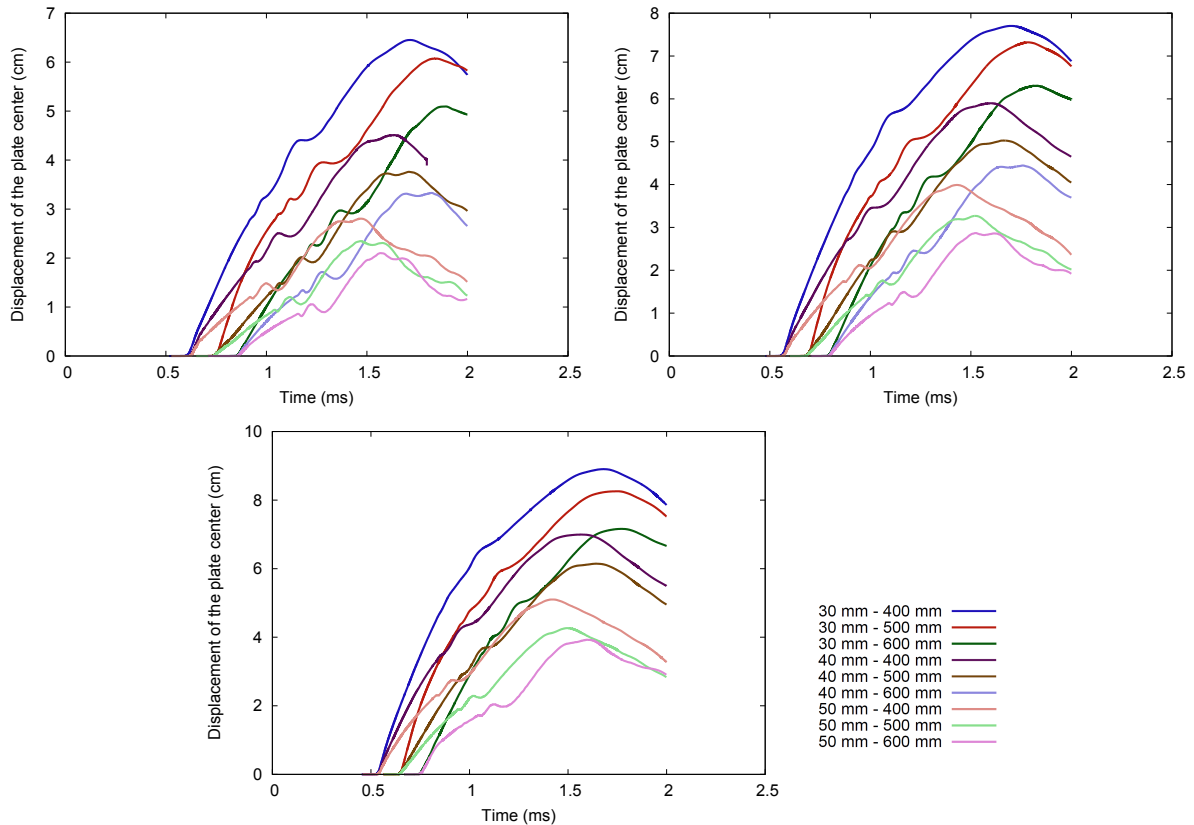 Displacement of the plate center (cm)
7
6
5
4
3
2
1
0
0 0.5 1 1.5 2 2.5
Time (ms)
Displacement of the plate center (cm)
8
7
6
5
4
3
2
1
0
0 0.5 1 1.5 2 2.5
Time (ms)
Displacement of the plate center (cm)
10
8
6
4
2
0
0 0.5 1 1.5 2 2.5
Time (ms)
30 mm - 400 mm
30 mm - 500 mm
30 mm - 600 mm
40 mm - 400 mm
40 mm - 500 mm
40 mm - 600 mm
50 mm - 400 mm
50 mm - 500 mm
50 mm - 600 mm